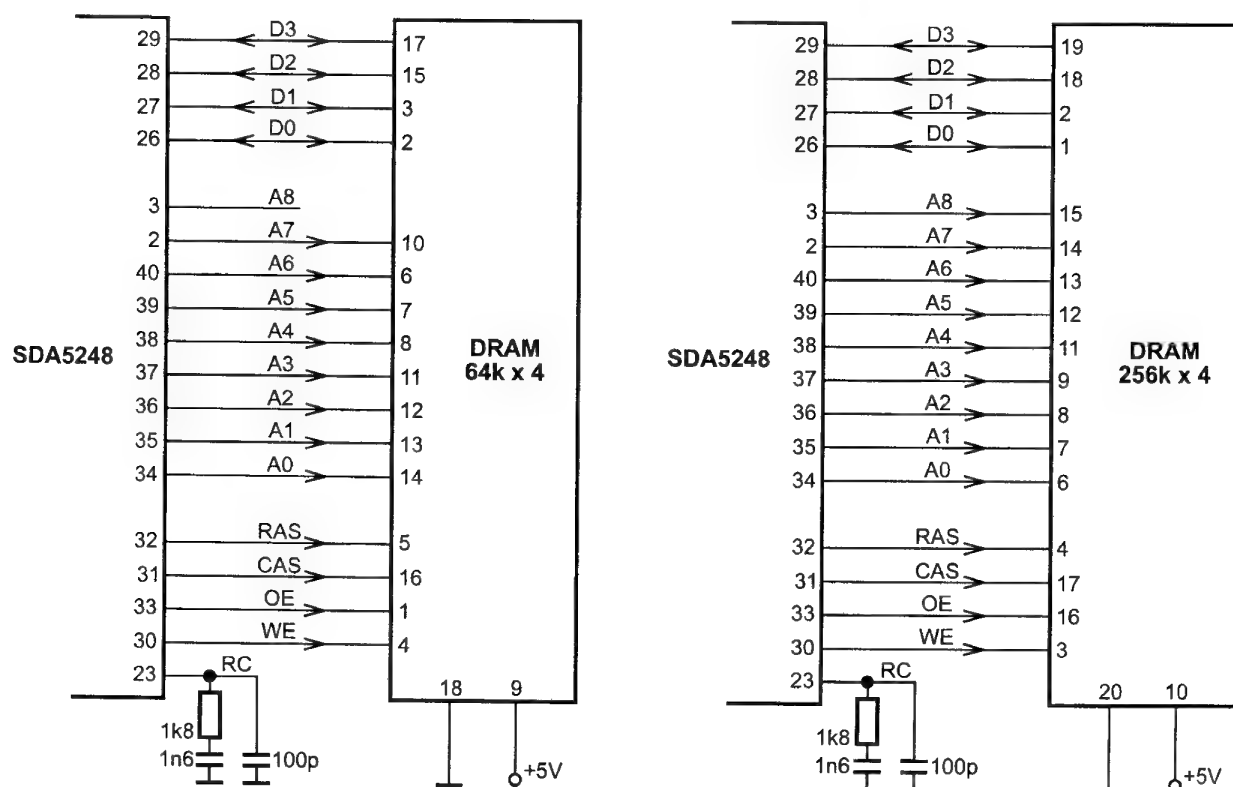 29 D3 17
28 D2 15
27 D1 3
26 D0 2
3 A8
2 A7 10
40 A6 6
39 A5 7
38 A4 8
SDA5248
DRAM
64k x 4
37 A3 11
36 A2 12
35 A1 13
34 A0 14
32 RAS 5
31 CAS 16
33 OE 1
30 WE 4
23 RC
18 9
1k8
1n6 100p
+5V
29 D3 19
28 D2 18
27 D1 2
26 D0 1
3 A8 15
2 A7 14
40 A6 13
39 A5 12
38 A4 11
SDA5248
DRAM
256k x 4
37 A3 9
36 A2 8
35 A1 7
34 A0 6
32 RAS 4
31 CAS 17
33 OE 16
30 WE 3
23 RC
20 10
1k8
1n6 100p
+5V